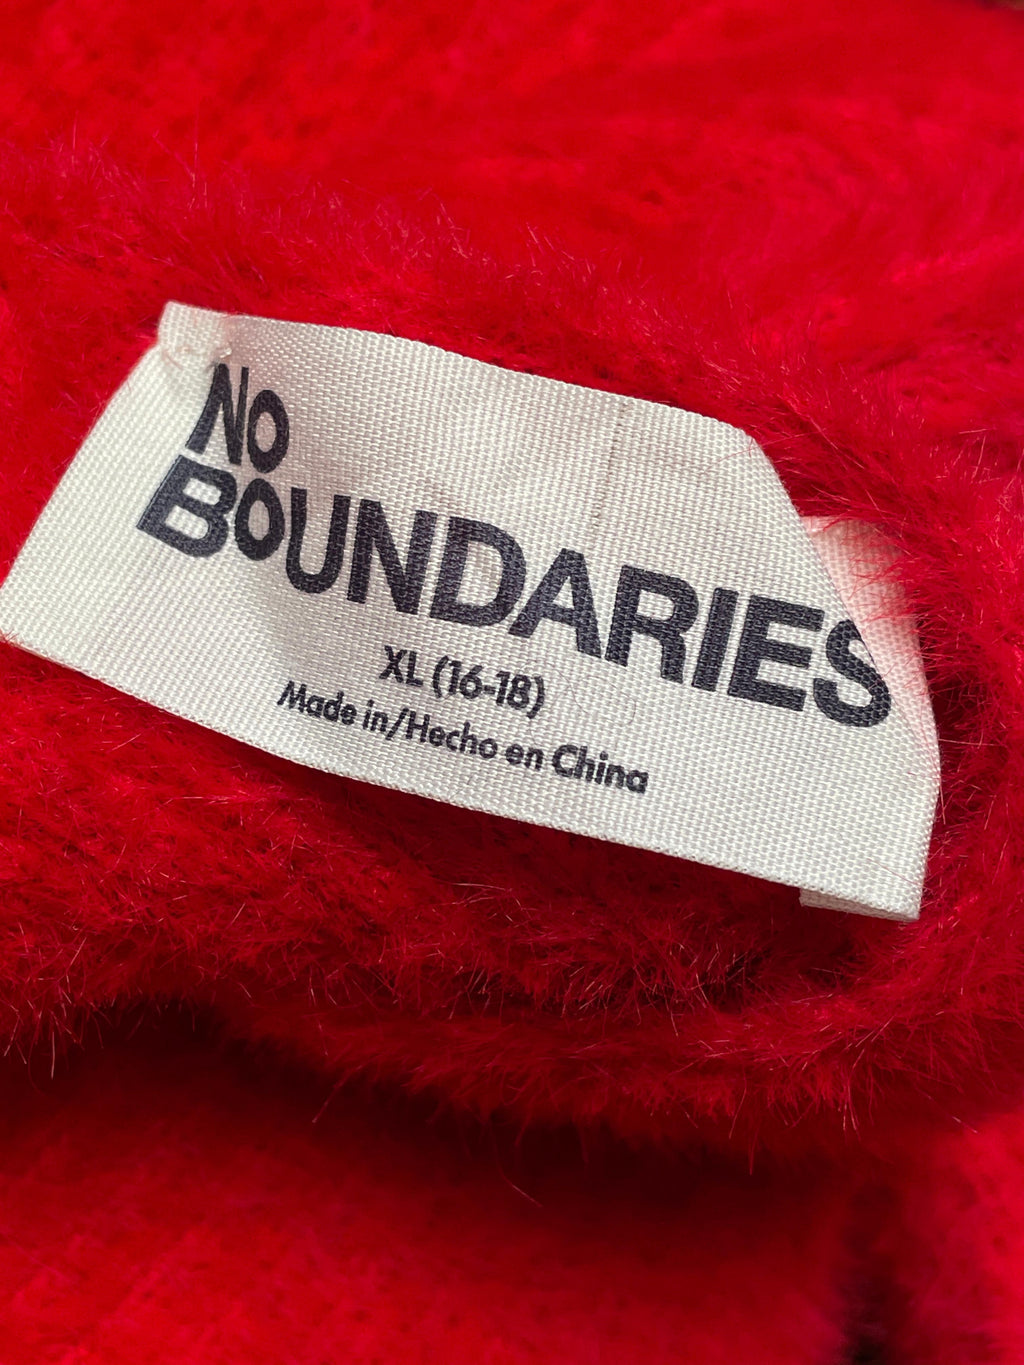 NO
BOUNDARIES
XL (16-18)
Made in/Hecho en China